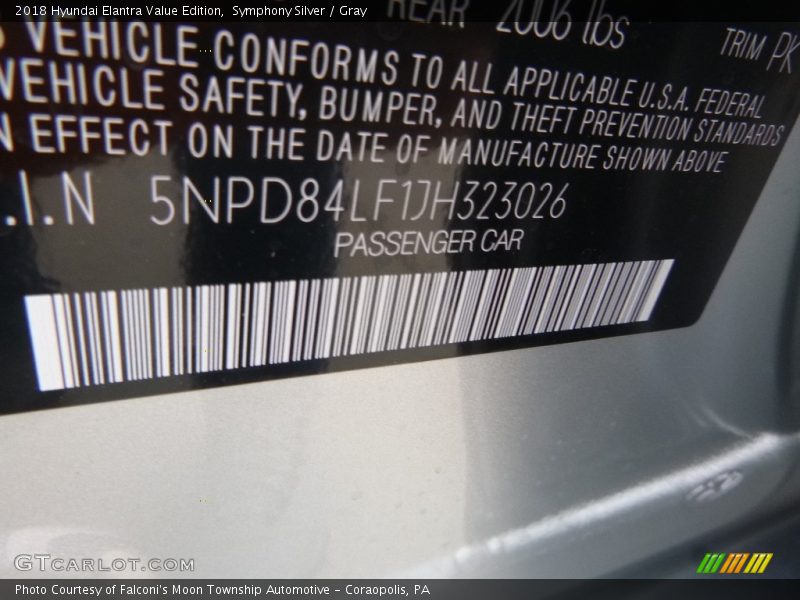 2018 Hyundai Elantra Value Edition, Symphony Silver / Gray
REAR 2006 lbs
TRIM PK
VEHICLE CONFORMS TO ALL APPLICABLE U.S.A. FEDERAL
VEHICLE SAFETY, BUMPER, AND THEFT PREVENTION STANDARDS
N EFFECT ON THE DATE OF MANUFACTURE SHOWN ABOVE
.I.N 5NPD84LF1JH323026
PASSENGER CAR
GTCARLOT.COM
Photo Courtesy of Falconi's Moon Township Automotive - Coraopolis, PA